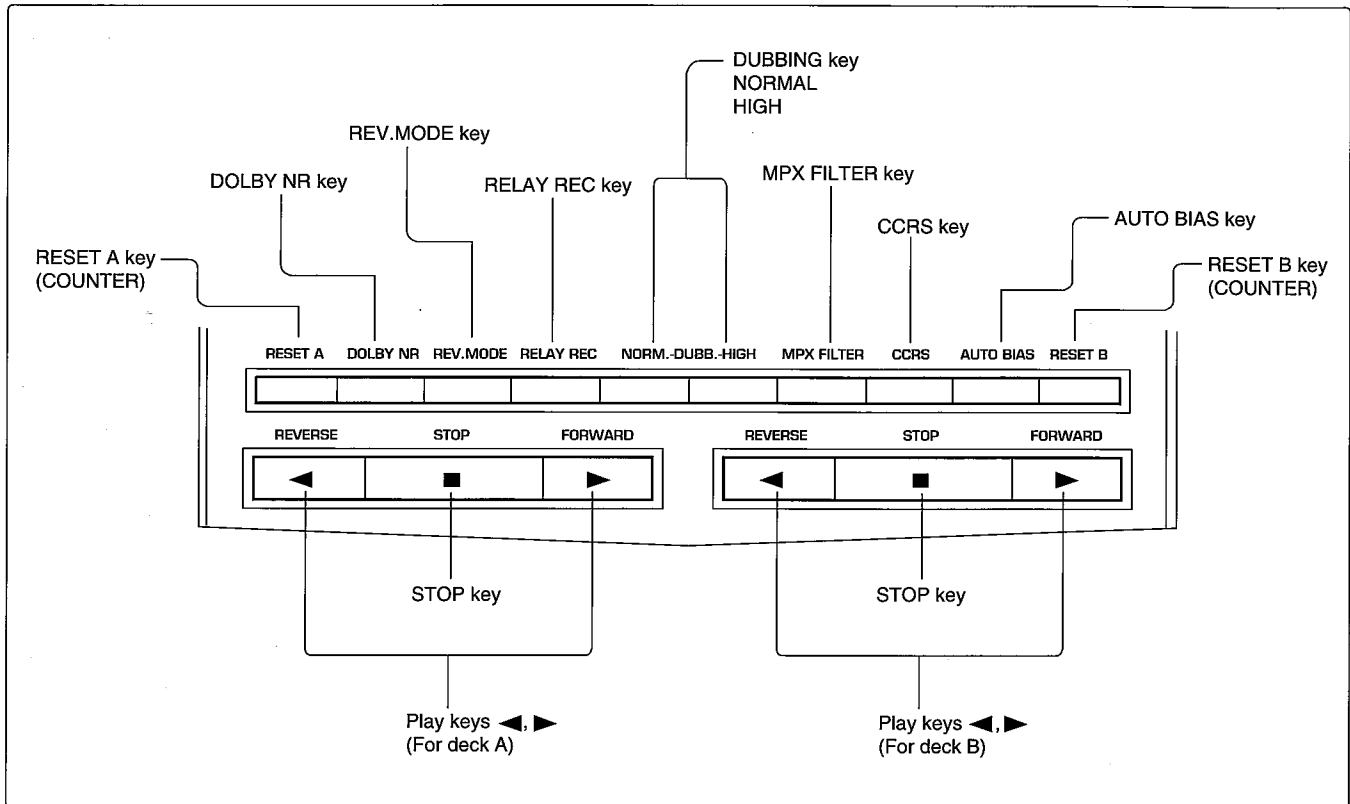 DUBBING key
NORMAL
HIGH
REV.MODE key
DOLBY NR key
RELAY REC key
MPX FILTER key
CCRS key
AUTO BIAS key
RESET A key
(COUNTER)
RESET B key
(COUNTER)
RESET A DOLBY NR REV.MODE RELAY REC NORM.-DUBB.-HIGH MPX FILTER CCRS AUTO BIAS RESET B
REVERSE STOP FORWARD REVERSE STOP FORWARD
◀ ■ ▶ ◀ ■ ▶
STOP key
STOP key
Play keys ◀, ▶
(For deck A)
Play keys ◀, ▶
(For deck B)